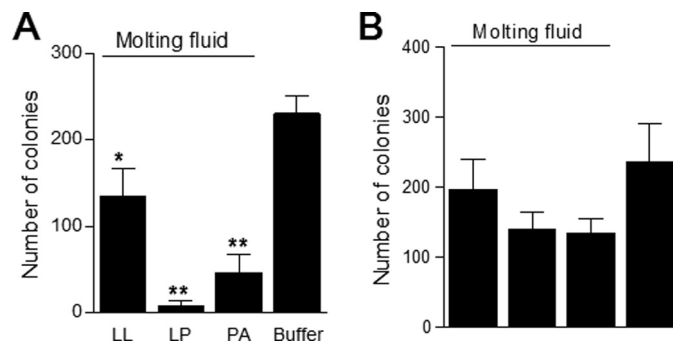 A
B
Molting fluid
Number of colonies
300
200
100
0
*
**
**
LL LP PA Buffer
Molting fluid
Number of colonies
400
300
200
100
0